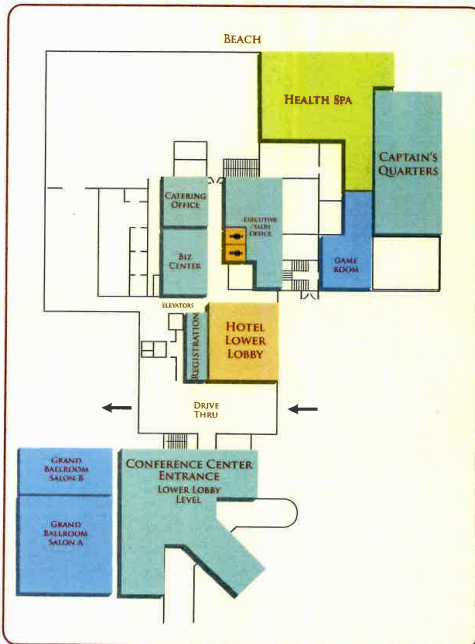 BEACH
HEALTH SPA
CAPTAIN'S
QUARTERS
CATERING
OFFICE
EXECUTIVE
/SALES
OFFICE
BIZ
CENTER
GAME
ROOM
ELEVATORS
REGISTRATION
HOTEL
LOWER
LOBBY
DRIVE
THRU
GRAND
BALLROOM
SALON B
CONFERENCE CENTER
ENTRANCE
LOWER LOBBY
LEVEL
GRAND
BALLROOM
SALON A